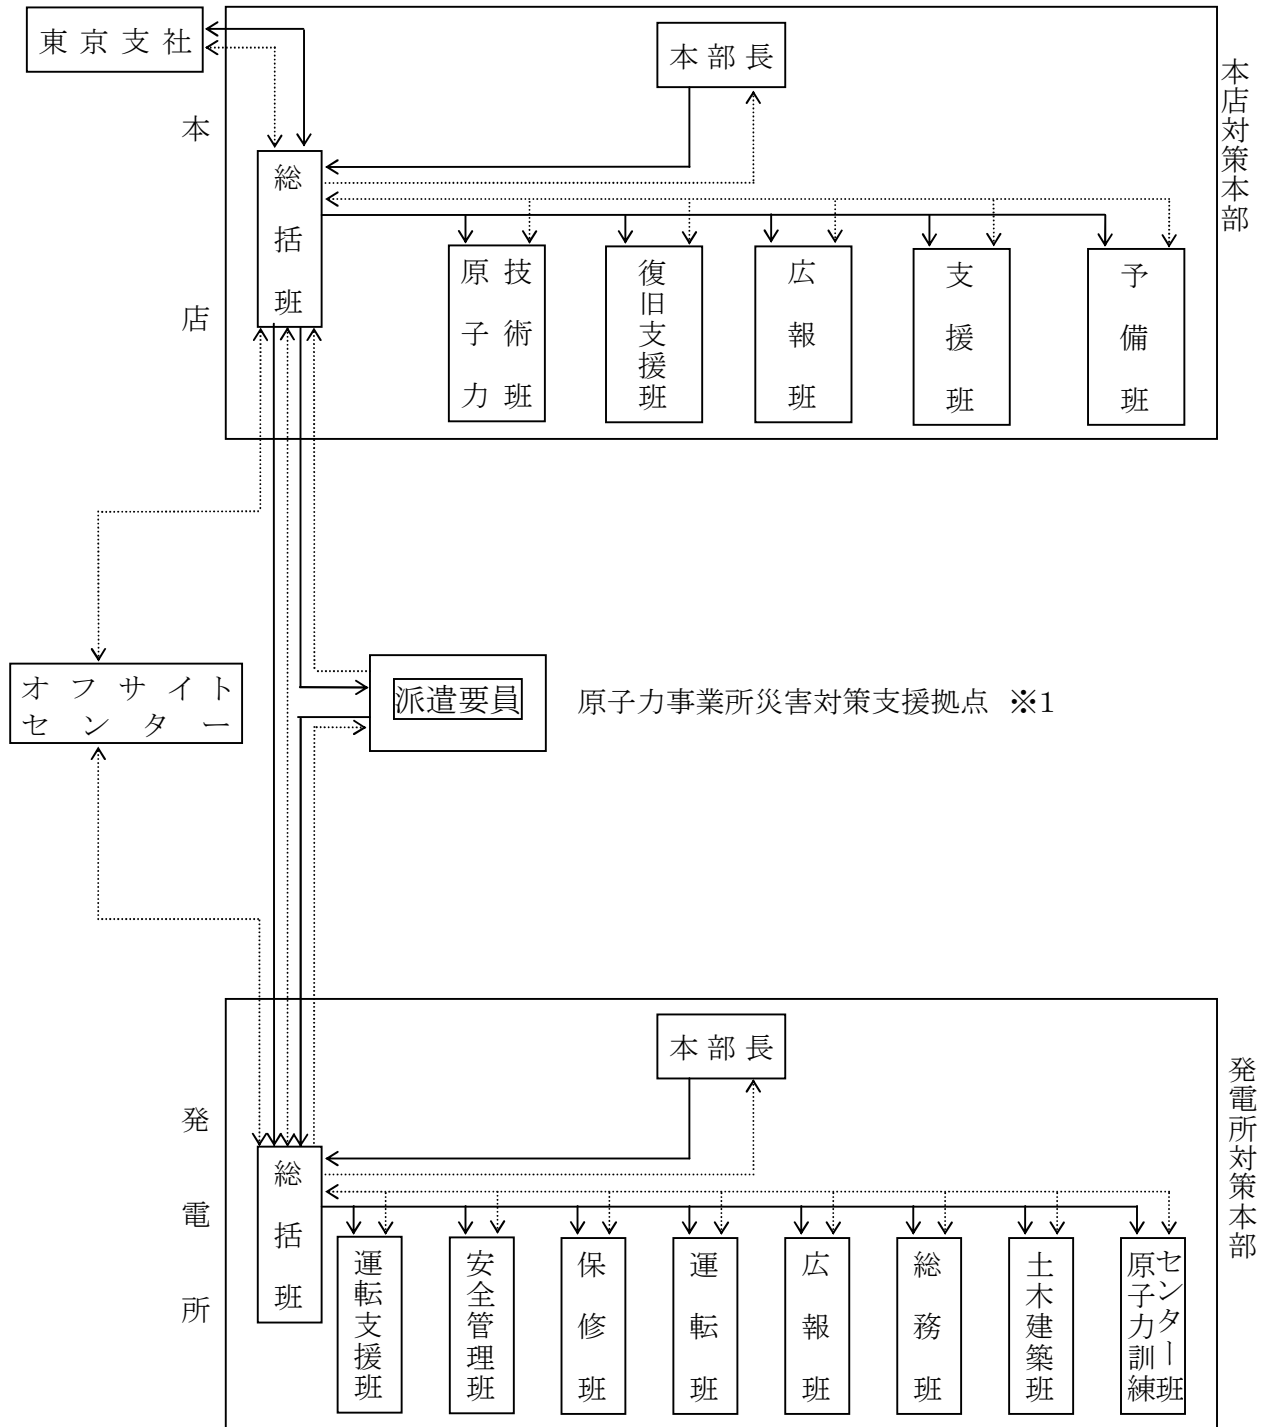 東京支社
本部長
本店対策本部
本店
総括班
原子力
技術班
復旧支援班
広報班
支援班
予備班
オフサイト
センター
派遣要員
原子力事業所災害対策支援拠点 ※1
本部長
発電所対策本部
発電所
総括班
運転支援班
安全管理班
保修班
運転班
広報班
総務班
土木建築班
原子力訓練
センター班